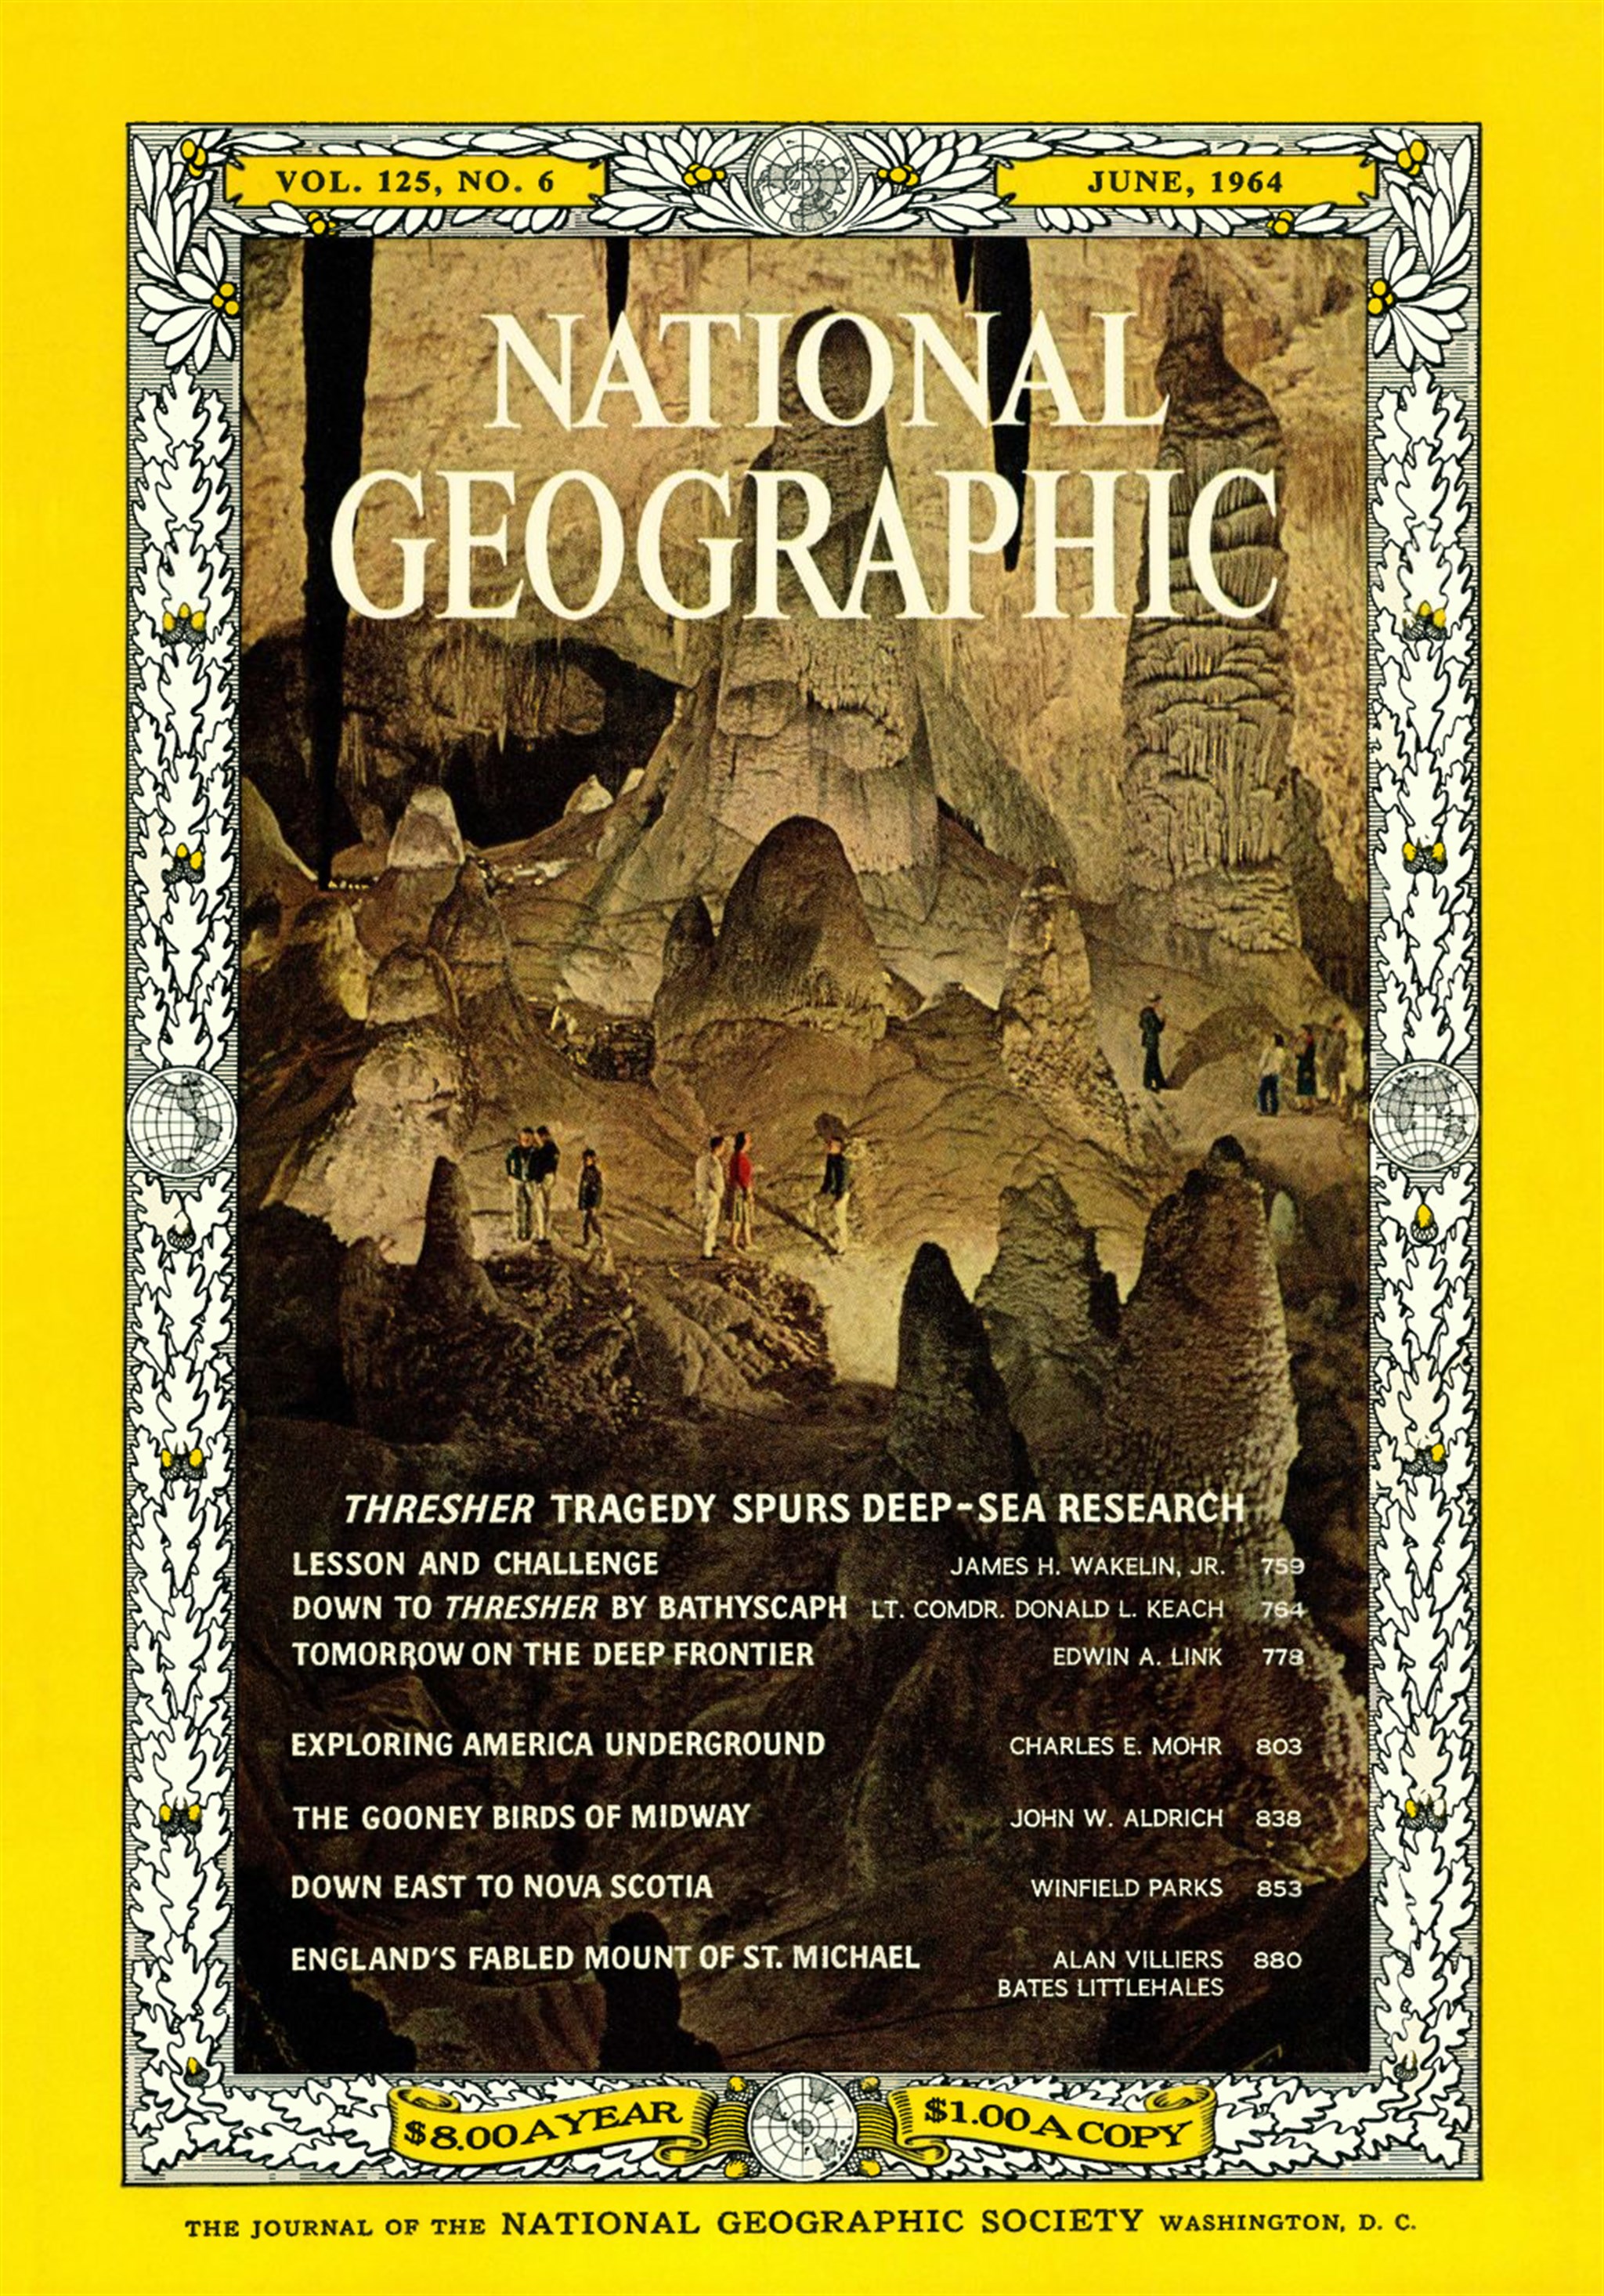 VOL. 125, NO. 6
JUNE, 1964
NATIONAL
GEOGRAPHIC
THRESHER TRAGEDY SPURS DEEP-SEA RESEARCH
LESSON AND CHALLENGE JAMES H. WAKELIN, JR. 759
DOWN TO THRESHER BY BATHYSCAPH LT. COMDR. DONALD L. KEACH 764
TOMORROW ON THE DEEP FRONTIER EDWIN A. LINK 778
EXPLORING AMERICA UNDERGROUND CHARLES E. MOHR 803
THE GOONEY BIRDS OF MIDWAY JOHN W. ALDRICH 838
DOWN EAST TO NOVA SCOTIA WINFIELD PARKS 853
ENGLAND'S FABLED MOUNT OF ST. MICHAEL ALAN VILLIERS 880
BATES LITTLEHALES
$8.00 A YEAR
$1.00 A COPY
THE JOURNAL OF THE NATIONAL GEOGRAPHIC SOCIETY WASHINGTON, D. C.